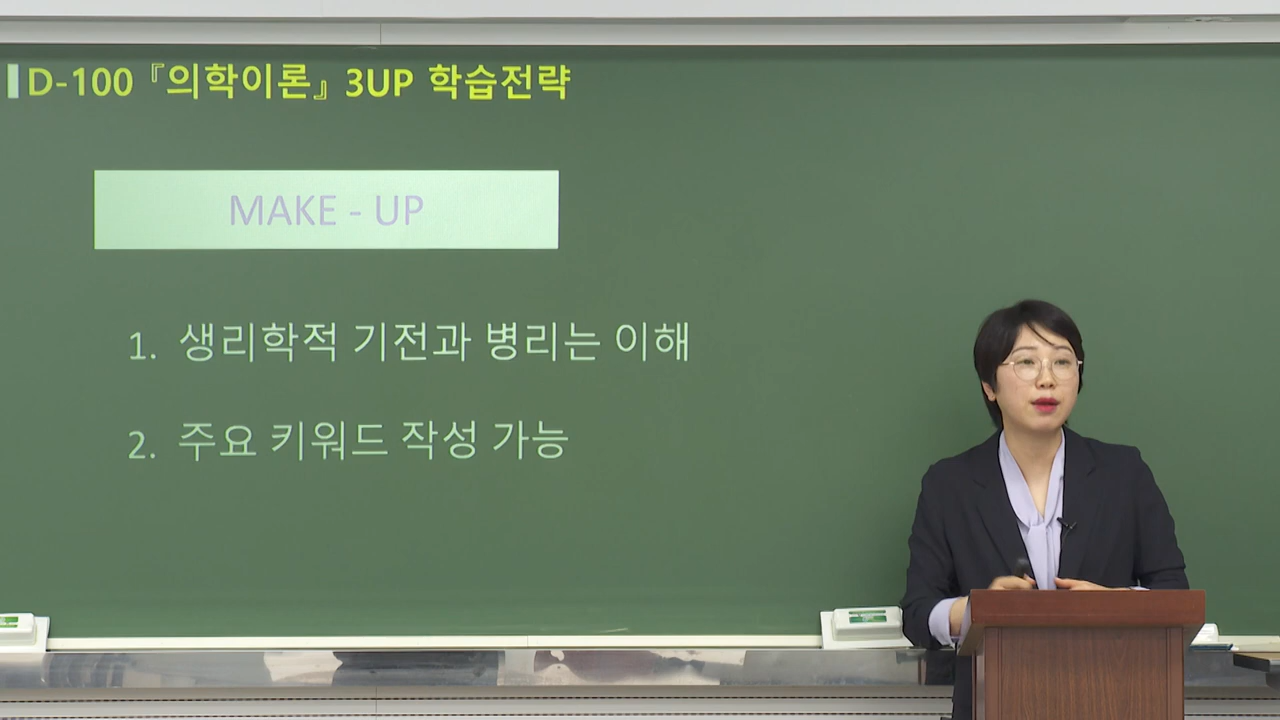 D-100 『의학이론』 3UP 학습전략
MAKE - UP
1. 생리학적 기전과 병리는 이해
2. 주요 키워드 작성 가능